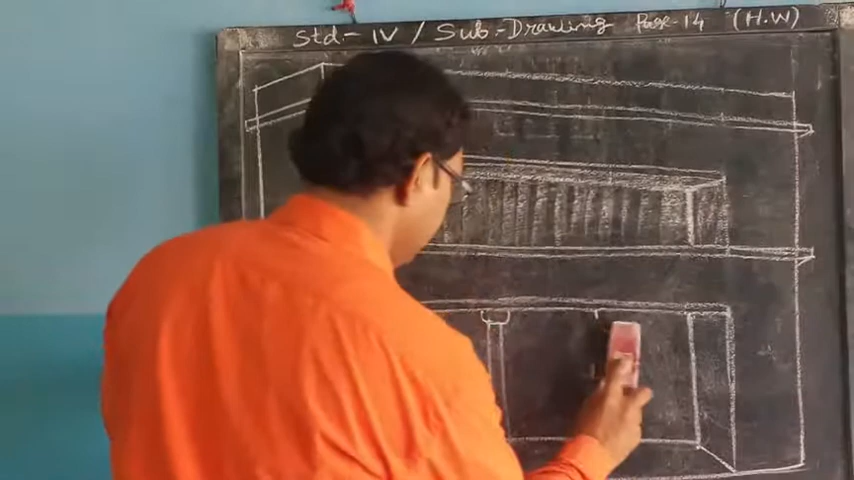 Std.- IV / Sub.- Drawing / Page- 14 / (H.W)